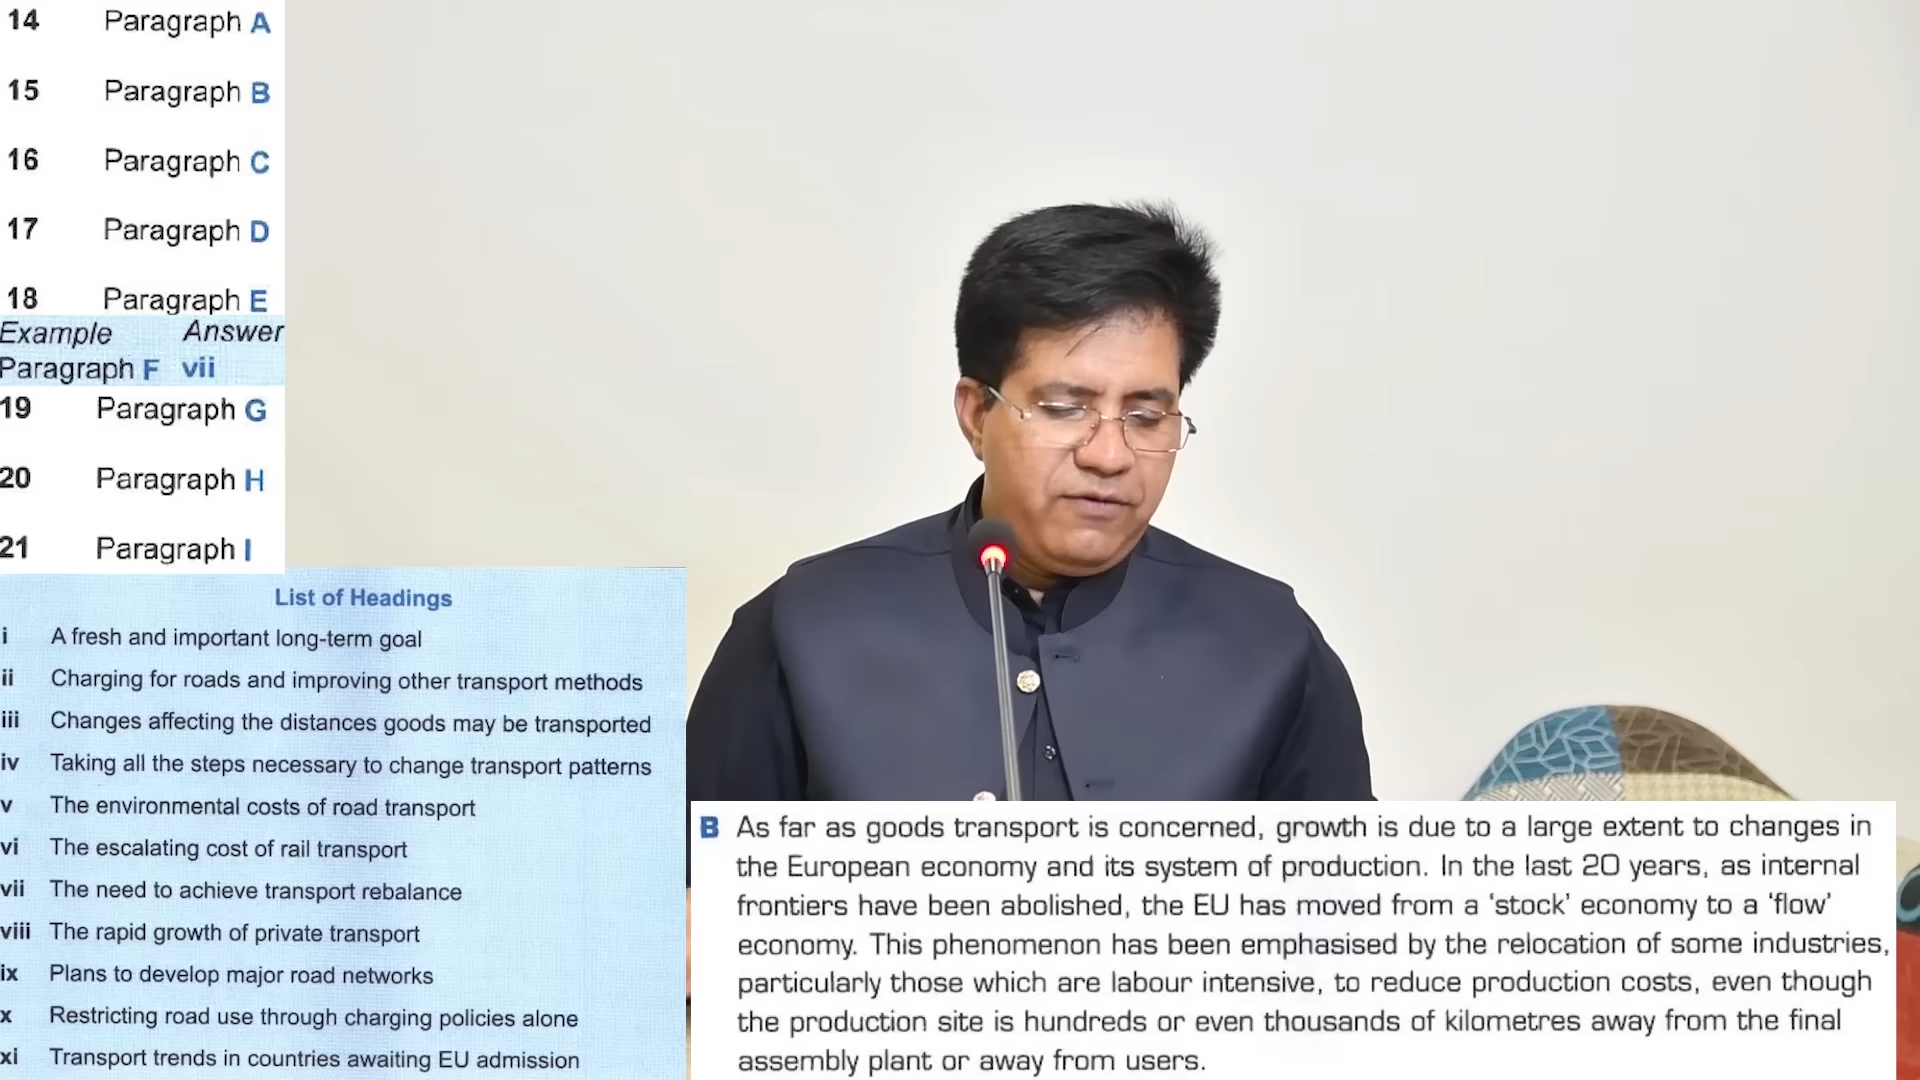 14 Paragraph A
15 Paragraph B
16 Paragraph C
17 Paragraph D
18 Paragraph E
Example Answer
Paragraph F vii
19 Paragraph G
20 Paragraph H
21 Paragraph I
List of Headings
i A fresh and important long-term goal
ii Charging for roads and improving other transport methods
iii Changes affecting the distances goods may be transported
iv Taking all the steps necessary to change transport patterns
v The environmental costs of road transport
vi The escalating cost of rail transport
vii The need to achieve transport rebalance
viii The rapid growth of private transport
ix Plans to develop major road networks
x Restricting road use through charging policies alone
xi Transport trends in countries awaiting EU admission
B As far as goods transport is concerned, growth is due to a large extent to changes in
the European economy and its system of production. In the last 20 years, as internal
frontiers have been abolished, the EU has moved from a ‘stock’ economy to a ‘flow’
economy. This phenomenon has been emphasised by the relocation of some industries,
particularly those which are labour intensive, to reduce production costs, even though
the production site is hundreds or even thousands of kilometres away from the final
assembly plant or away from users.